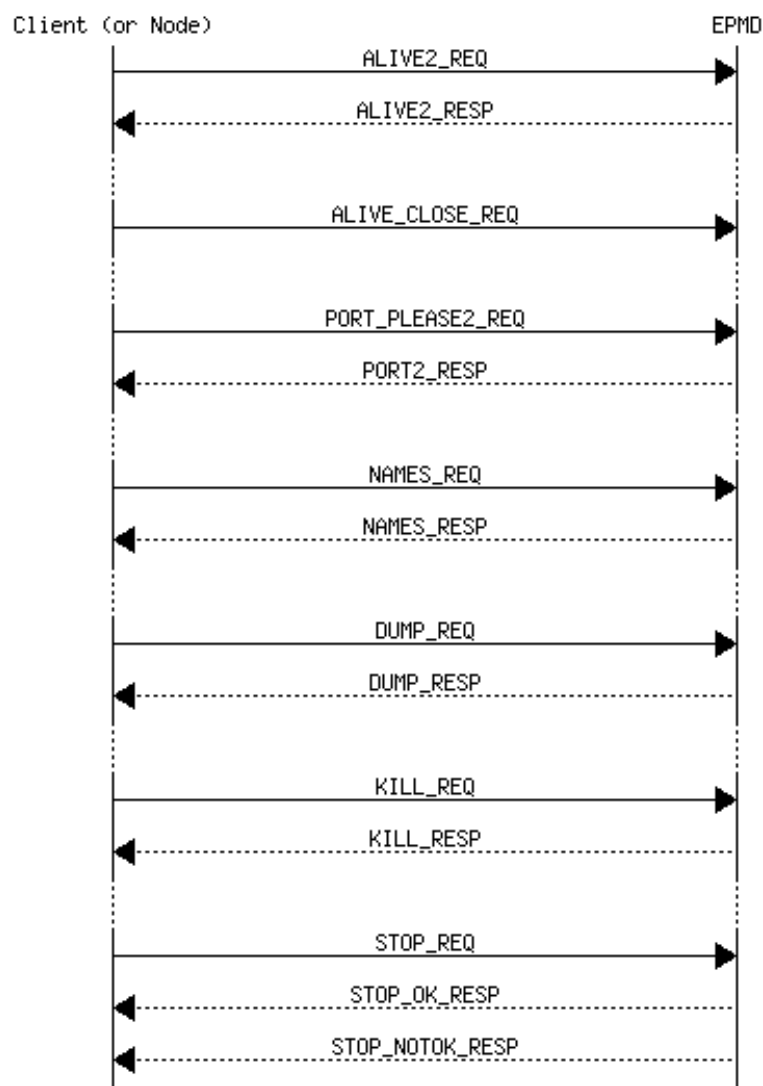 Client (or Node) EPMD
ALIVE2_REQ
ALIVE2_RESP
ALIVE_CLOSE_REQ
PORT_PLEASE2_REQ
PORT2_RESP
NAMES_REQ
NAMES_RESP
DUMP_REQ
DUMP_RESP
KILL_REQ
KILL_RESP
STOP_REQ
STOP_OK_RESP
STOP_NOTOK_RESP